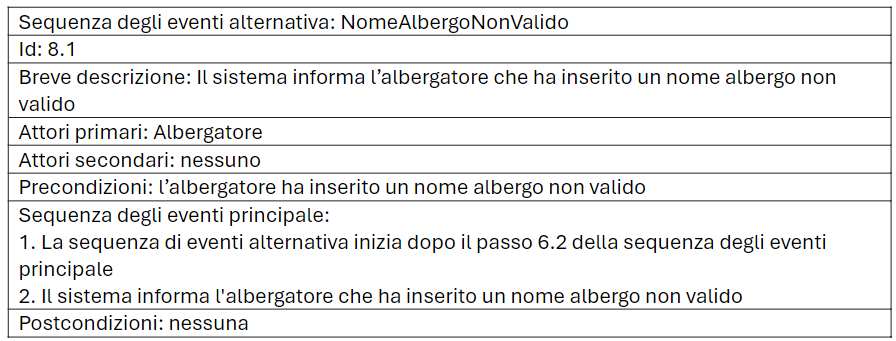 Sequenza degli eventi alternativa: NomeAlbergoNonValido
Id: 8.1
Breve descrizione: Il sistema informa l’albergatore che ha inserito un nome albergo non
valido
Attori primari: Albergatore
Attori secondari: nessuno
Precondizioni: l’albergatore ha inserito un nome albergo non valido
Sequenza degli eventi principale:
1. La sequenza di eventi alternativa inizia dopo il passo 6.2 della sequenza degli eventi
principale
2. Il sistema informa l'albergatore che ha inserito un nome albergo non valido
Postcondizioni: nessuna